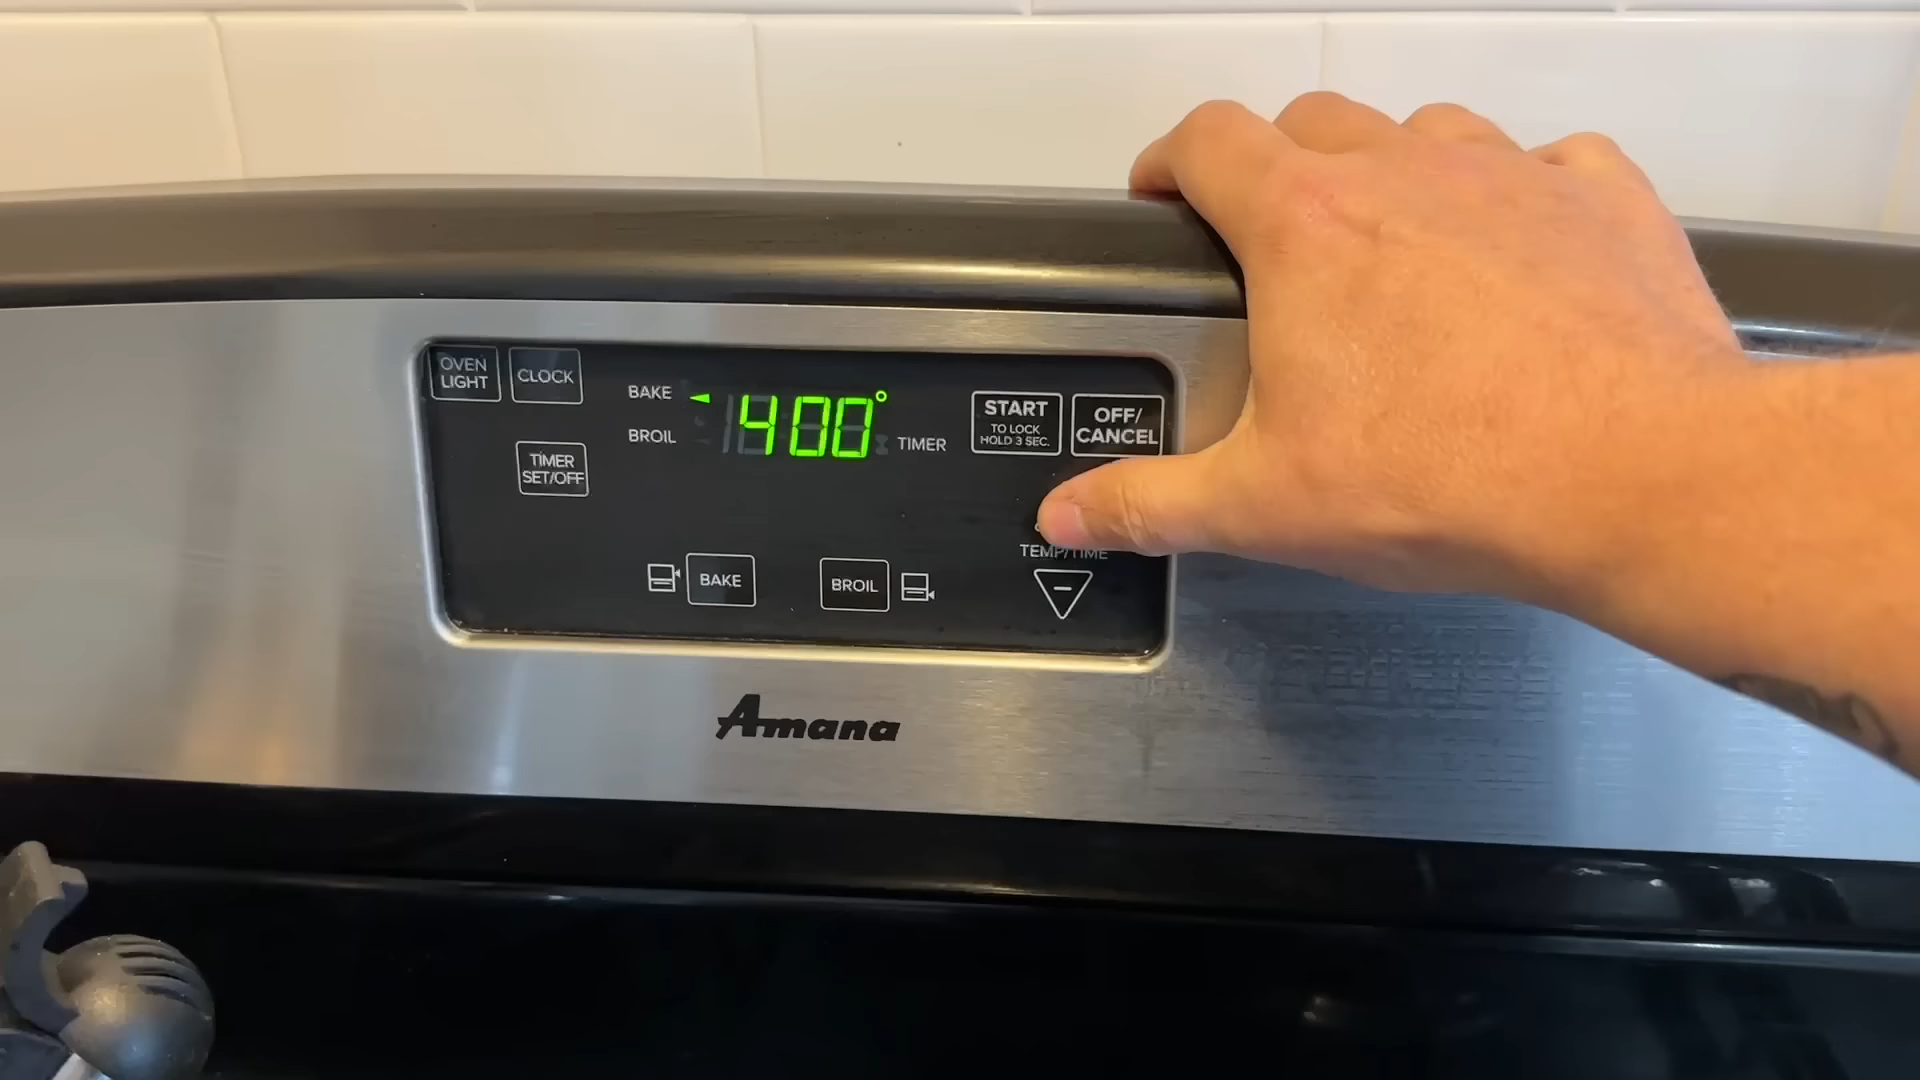 OVEN
LIGHT
CLOCK
BAKE
400°
BROIL
TIMER
START
TO LOCK
HOLD 3 SEC.
OFF/
CANCEL
TIMER
SET/OFF
TEMP/TIME
BAKE
BROIL
-
Amana